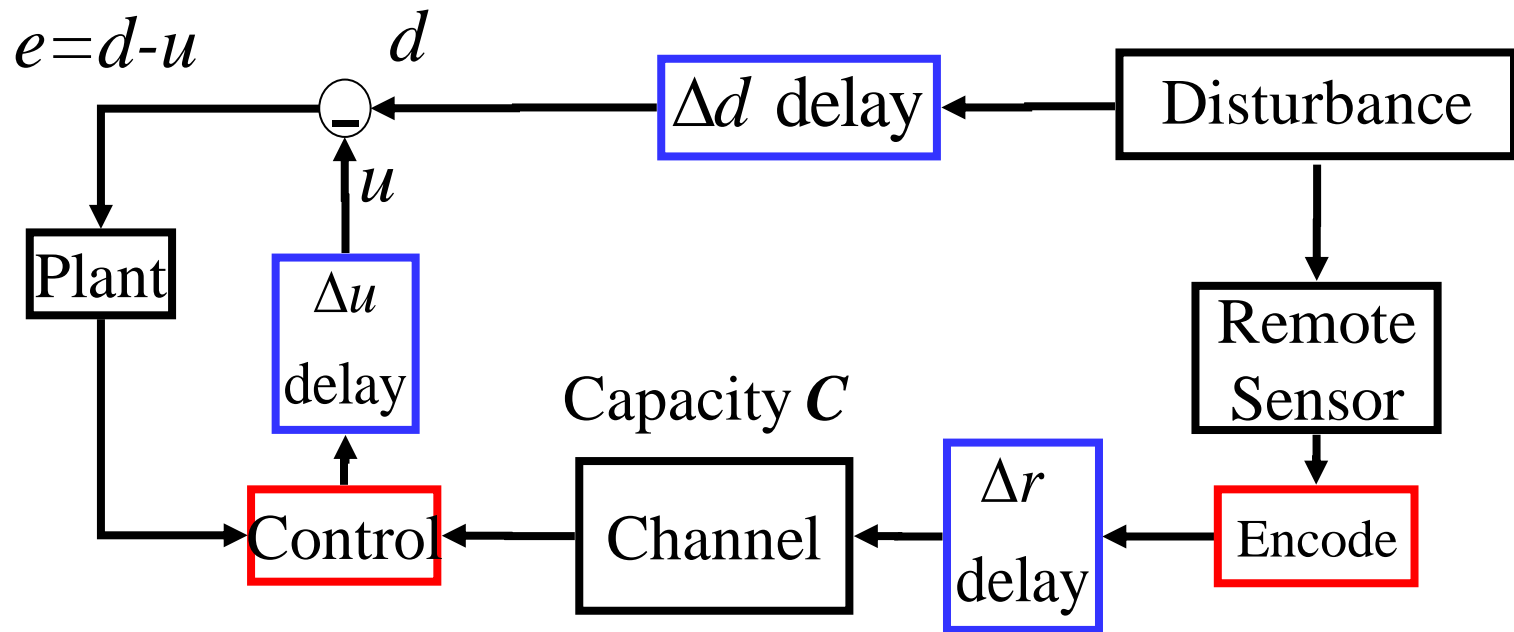 e=d-u
d
Δd delay
Disturbance
u
Plant
Δu
delay
Remote
Sensor
Capacity C
Control
Channel
Δr
delay
Encode